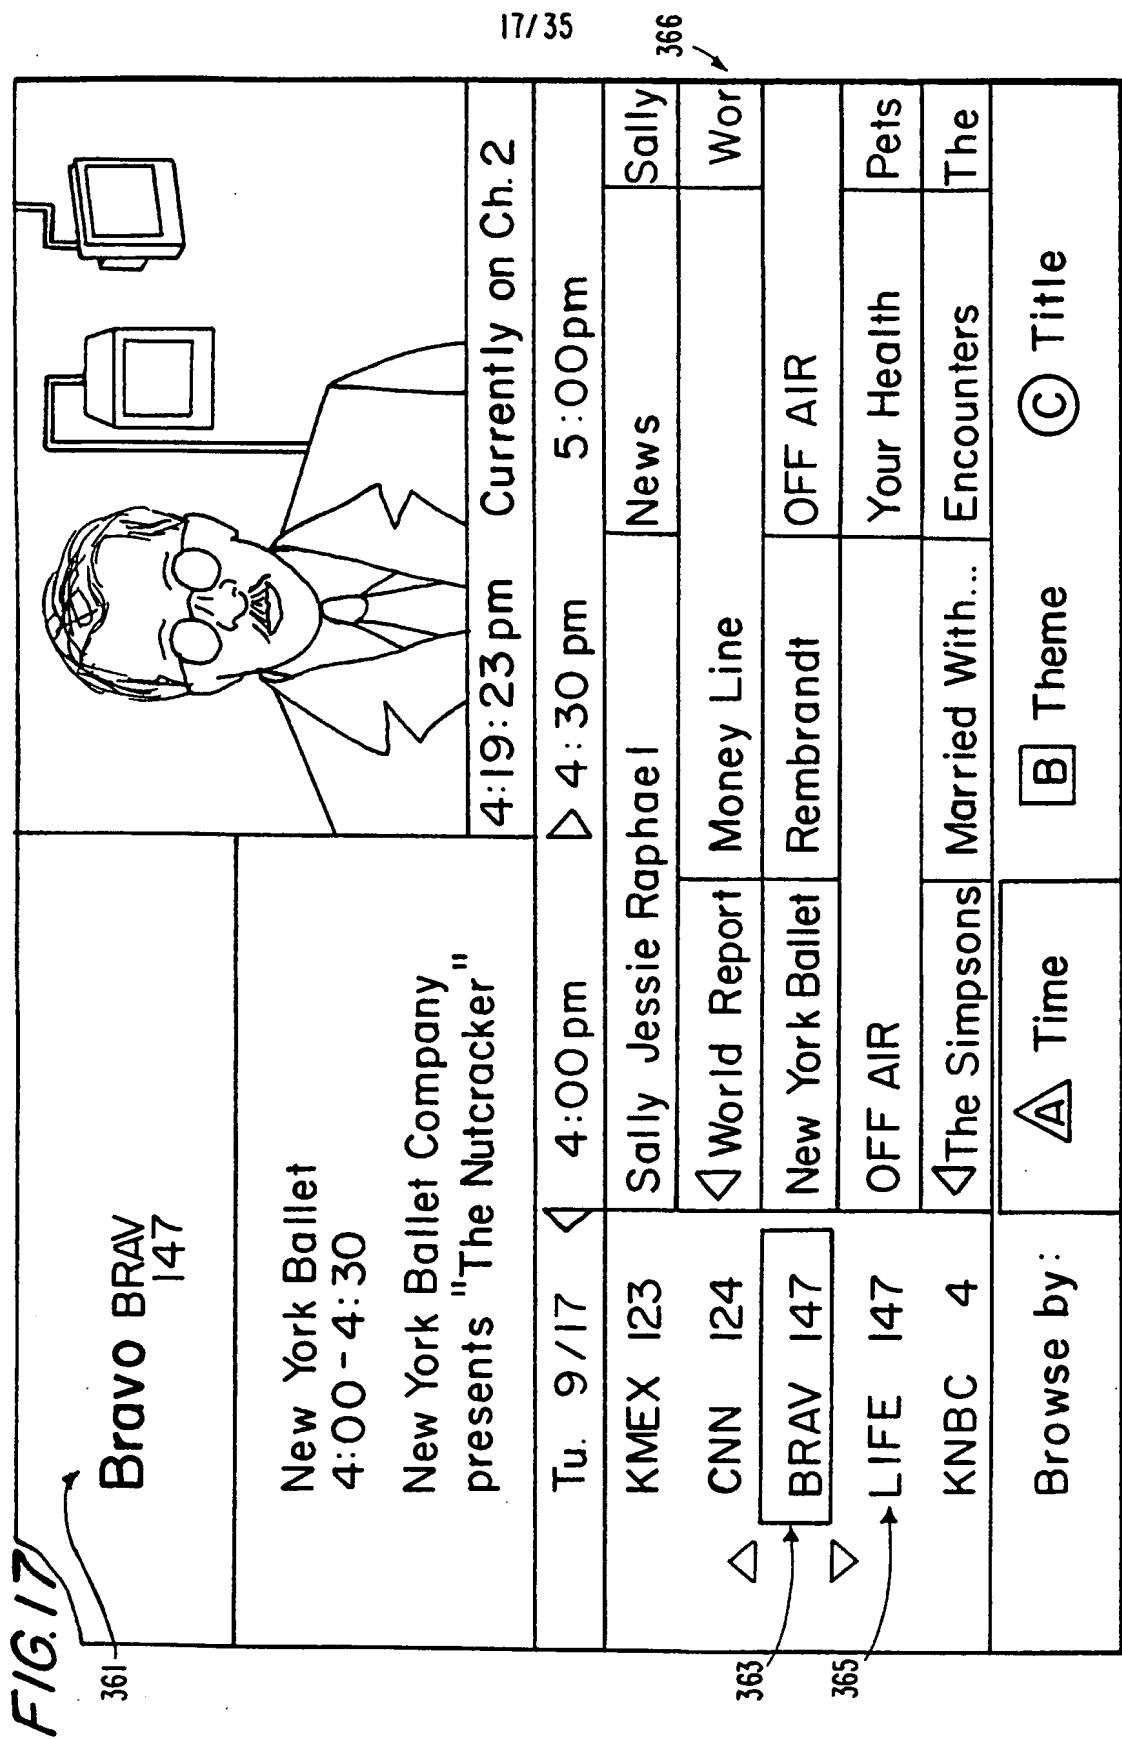 17/35
FIG.17
361
Bravo BRAV
147
New York Ballet
4:00-4:30
New York Ballet Company
presents "The Nutcracker"
4:19:23pm Currently on Ch.2
Tu. 9/17 4:00pm 4:30pm 5:00pm
KMEX 123 Sally Jessie Raphael News Sally
366
CNN 124 World Report Money Line Wor
363
BRAV 147 New York Ballet Rembrandt OFF AIR
365
LIFE 147 OFF AIR Your Health Pets
KNBC 4 The Simpsons Married With... Encounters The
Browse by: A Time B Theme C Title